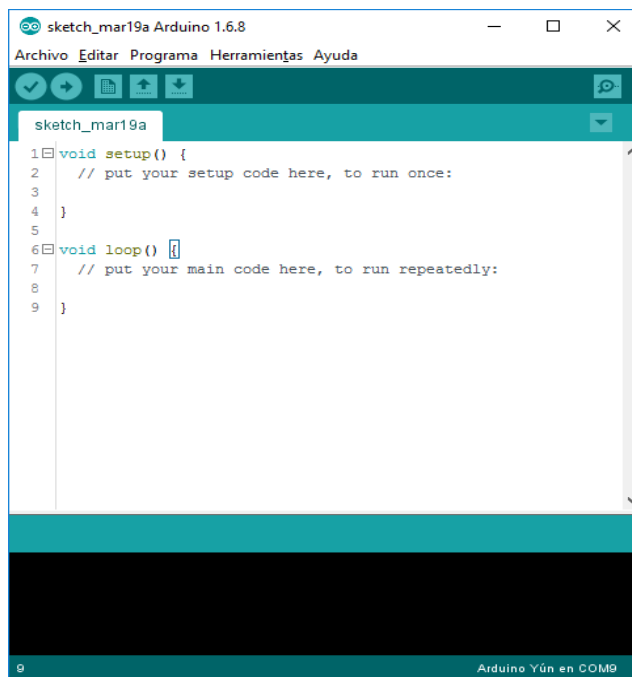 sketch_mar19a Arduino 1.6.8
Archivo Editar Programa Herramientas Ayuda
sketch_mar19a
1 void setup() {
2 // put your setup code here, to run once:
3
4 }
5
6 void loop() {
7 // put your main code here, to run repeatedly:
8
9 }
9 Arduino Yún en COM9